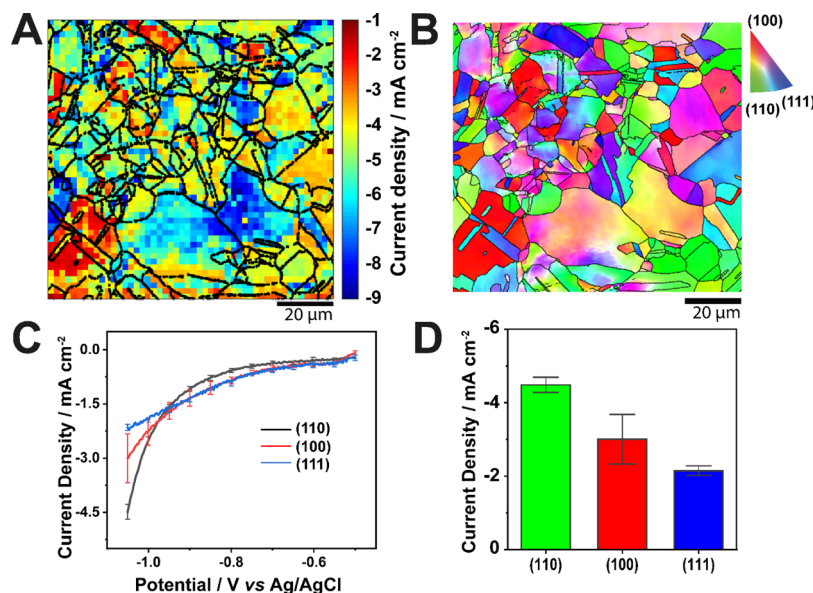 A
-1
-2
-3
-4
-5
-6
-7
-8
-9
Current density / mA cm⁻²
20 µm
B
(100)
(110)
(111)
20 µm
C
0.0
-1.5
-3.0
-4.5
Current Density / mA cm⁻²
(110)
(100)
(111)
-1.0
-0.8
-0.6
Potential / V vs Ag/AgCl
D
-6
-4
-2
0
Current Density / mA cm⁻²
(110)
(100)
(111)